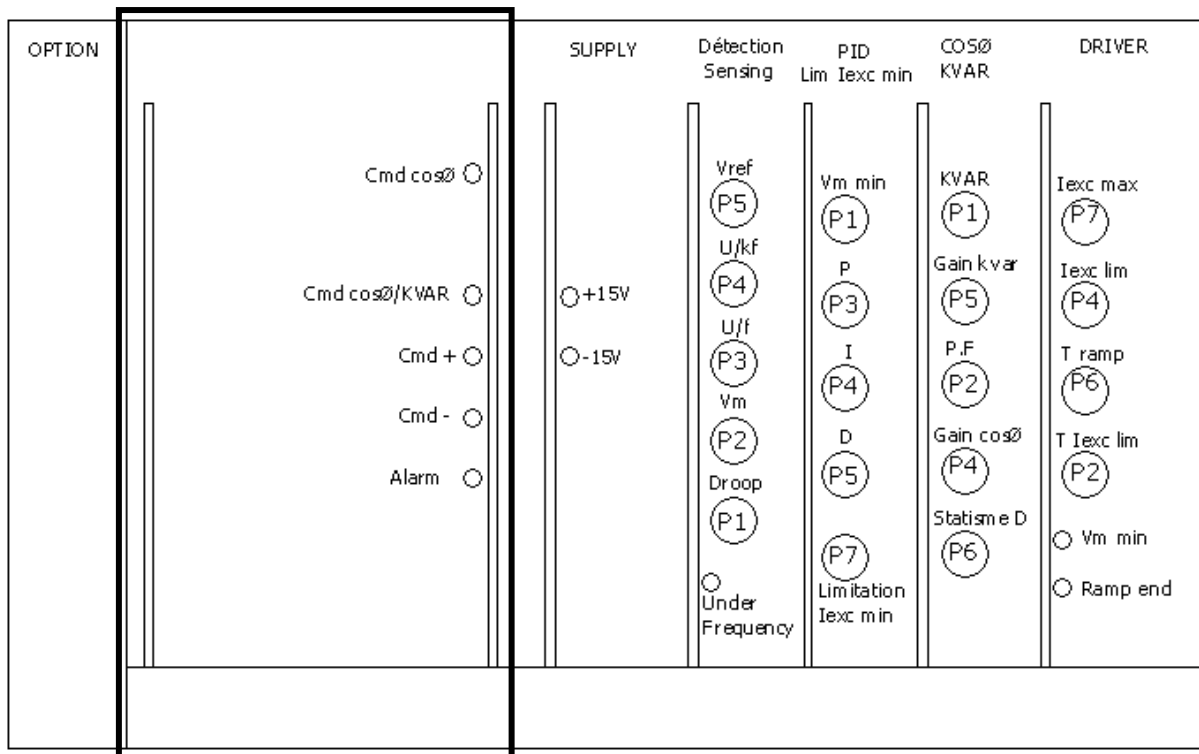 OPTION
Cmd cosØ
Cmd cosØ/KVAR
Cmd +
Cmd -
Alarm
SUPPLY
+15V
-15V
Détection
Sensing
Vref
P5
U/kf
P4
U/f
P3
Vm
P2
Droop
P1
Under
Frequency
PID
Lim Iexc min
Vm min
P1
P
P3
I
P4
D
P5
P7
Limitation
Iexc min
COSØ
KVAR
KVAR
P1
Gain kvar
P5
P.F
P2
Gain cosØ
P4
Statisme D
P6
DRIVER
Iexc max
P7
Iexc lim
P4
T ramp
P6
T Iexc lim
P2
Vm min
Ramp end